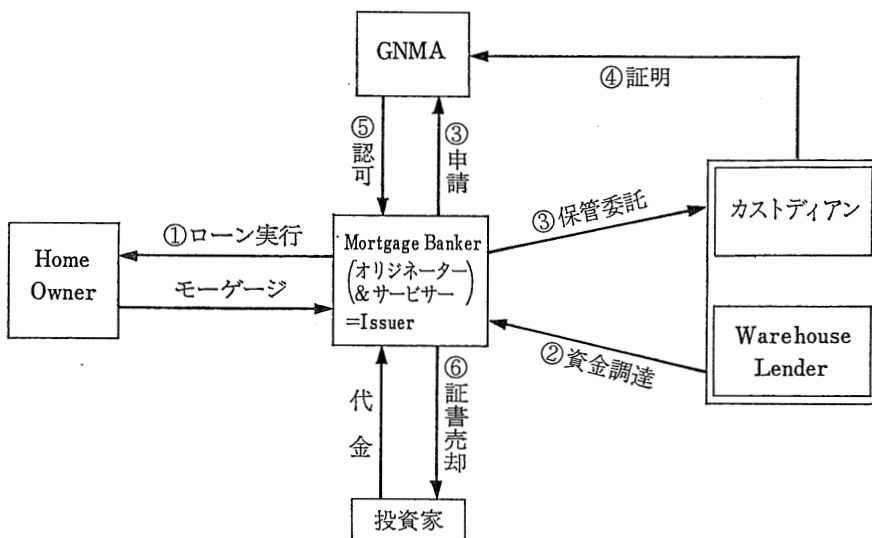 GNMA
④証明
⑤認可
③申請
③保管委託
カストディアン
①ローン実行
Home
Owner
モーゲージ
Mortgage Banker
(オリジネーター
&サービサー)
=Issuer
②資金調達
Warehouse
Lender
代金
⑥証書売却
投資家